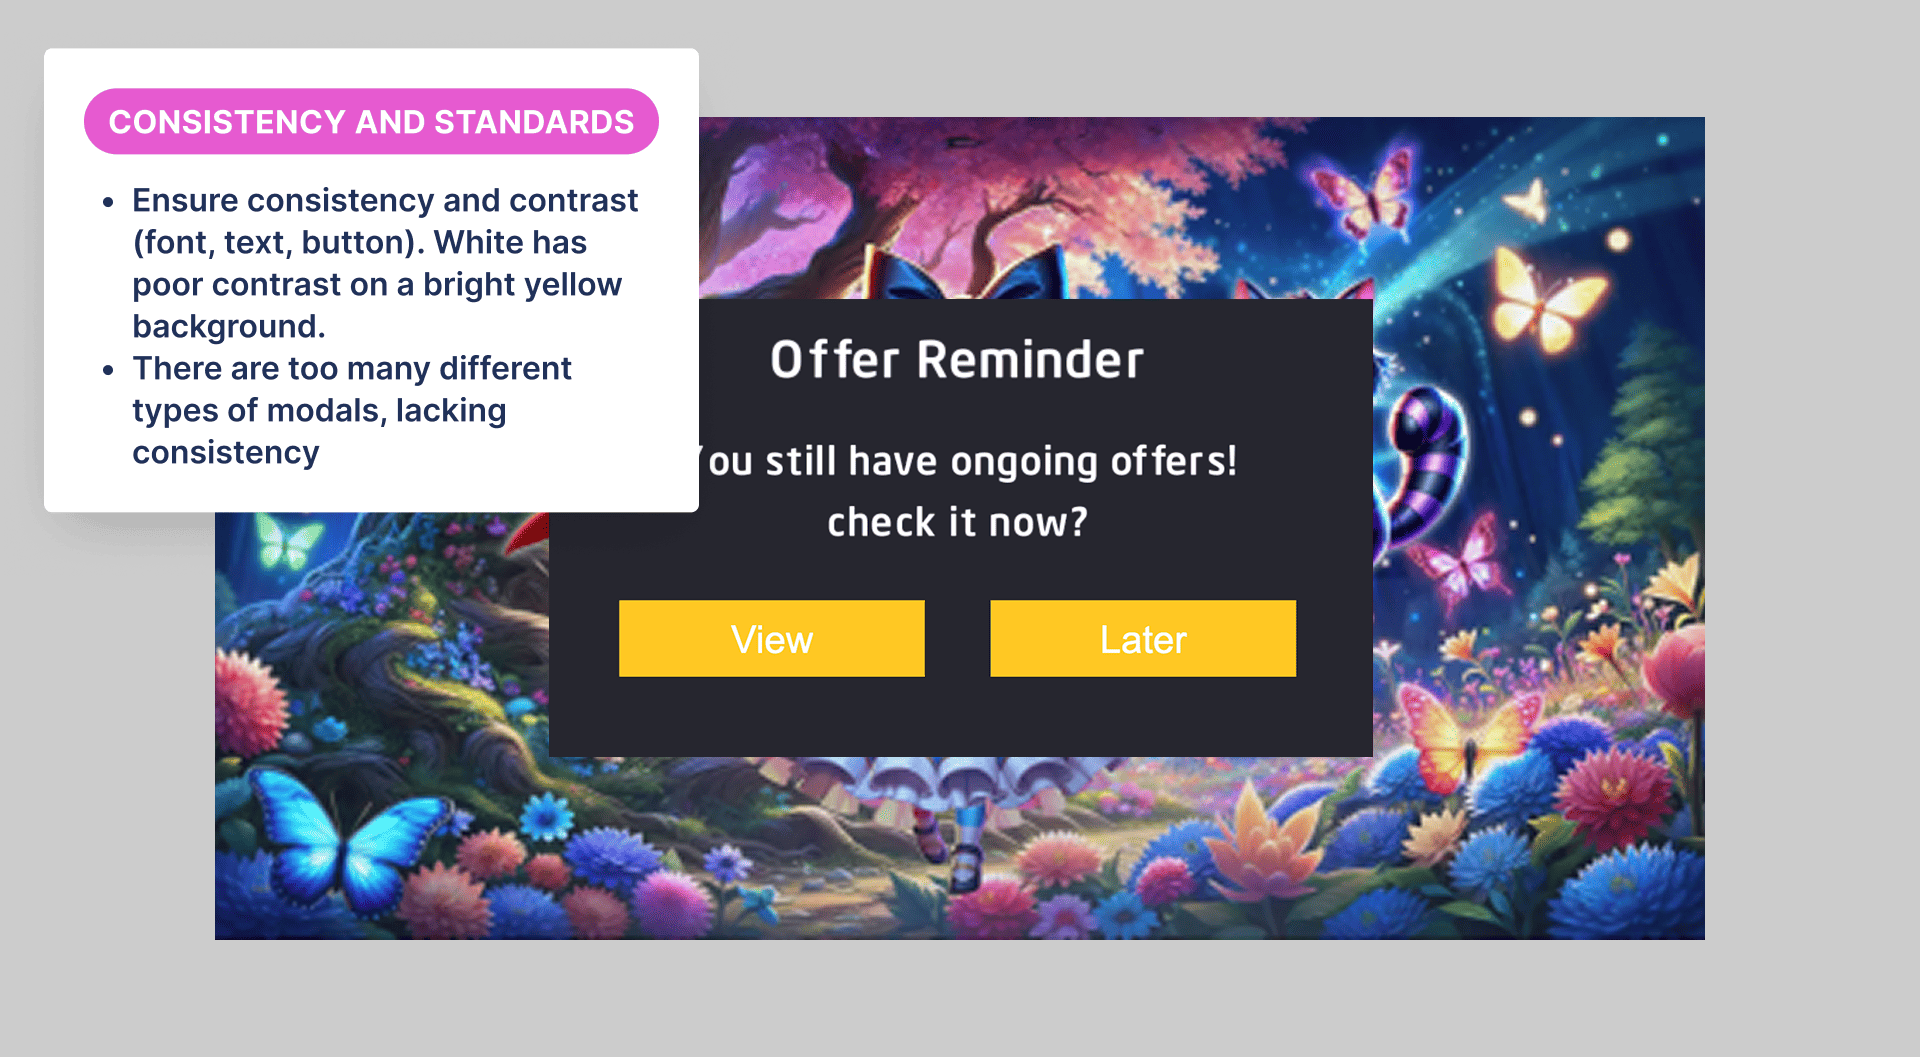 CONSISTENCY AND STANDARDS
• Ensure consistency and contrast
(font, text, button). White has
poor contrast on a bright yellow
background.
• There are too many different
types of modals, lacking
consistency
Offer Reminder
You still have ongoing offers!
check it now?
View
Later